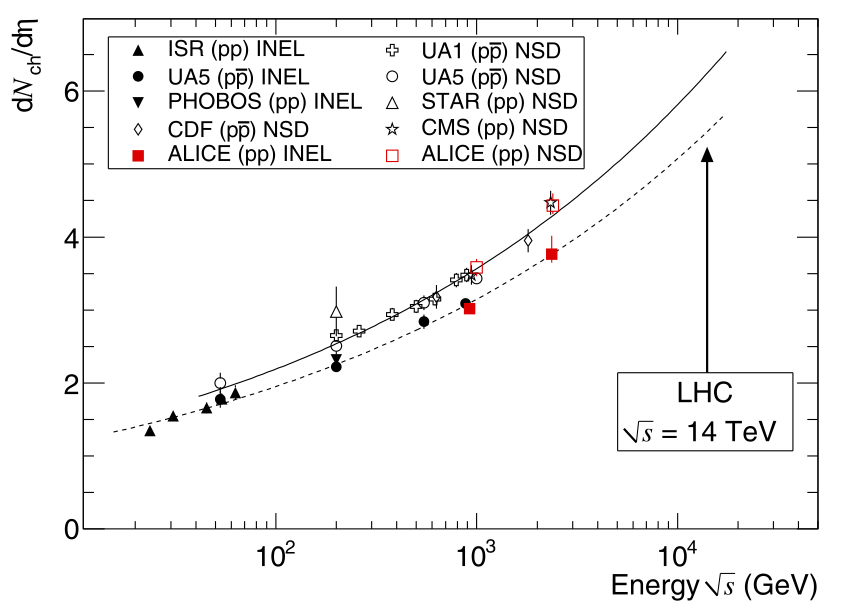 dNch/dη
6
4
2
0
ISR (pp) INEL
UA5 (pp̅) INEL
PHOBOS (pp) INEL
CDF (pp̅) NSD
ALICE (pp) INEL
UA1 (pp̅) NSD
UA5 (pp̅) NSD
STAR (pp) NSD
CMS (pp) NSD
ALICE (pp) NSD
LHC
√s = 14 TeV
10²
10³
10⁴
Energy √s (GeV)